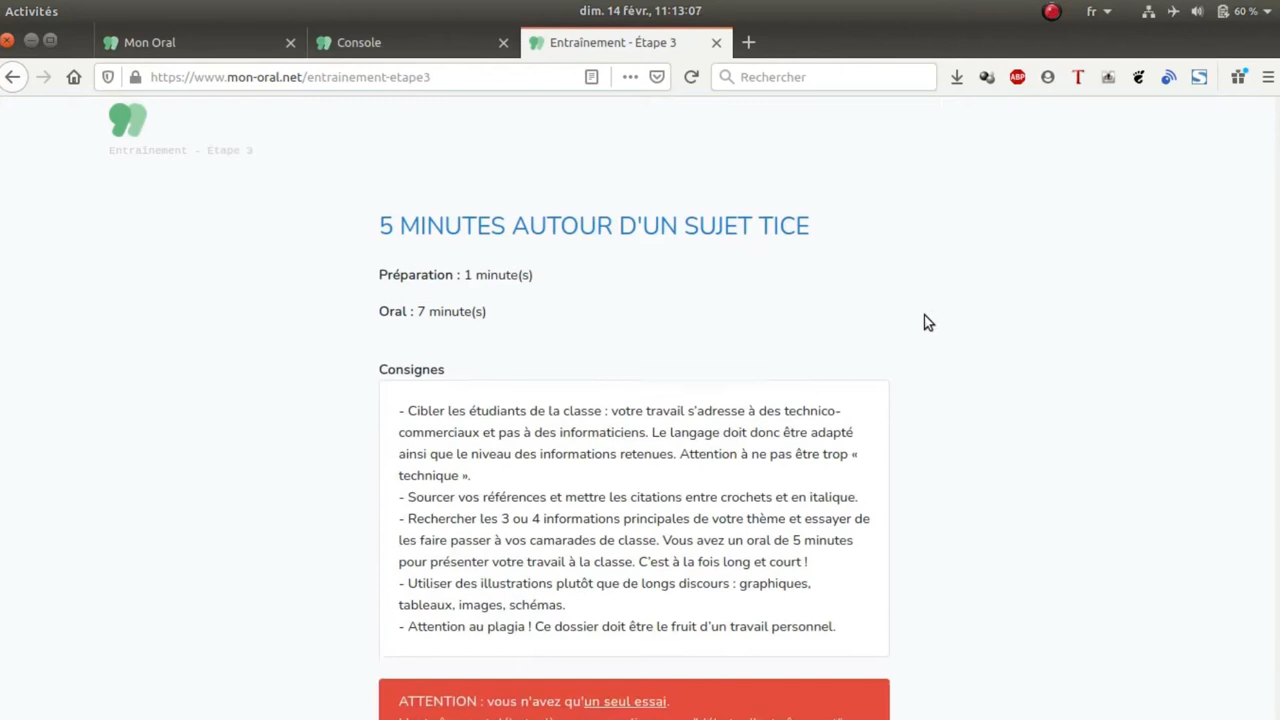 Activités
dim. 14 févr., 11:13:07
fr
60 %
Mon Oral
Console
Entraînement - Étape 3
https://www.mon-oral.net/entrainement-etape3
Rechercher
ABP
T
Entraînement - Étape 3
5 MINUTES AUTOUR D'UN SUJET TICE
Préparation : 1 minute(s)
Oral : 7 minute(s)
Consignes
- Cibler les étudiants de la classe : votre travail s’adresse à des technico-
commerciaux et pas à des informaticiens. Le langage doit donc être adapté
ainsi que le niveau des informations retenues. Attention à ne pas être trop «
technique ».
- Sourcer vos références et mettre les citations entre crochets et en italique.
- Rechercher les 3 ou 4 informations principales de votre thème et essayer de
les faire passer à vos camarades de classe. Vous avez un oral de 5 minutes
pour présenter votre travail à la classe. C’est à la fois long et court !
- Utiliser des illustrations plutôt que de longs discours : graphiques,
tableaux, images, schémas.
- Attention au plagia ! Ce dossier doit être le fruit d’un travail personnel.
ATTENTION : vous n'avez qu'un seul essai.